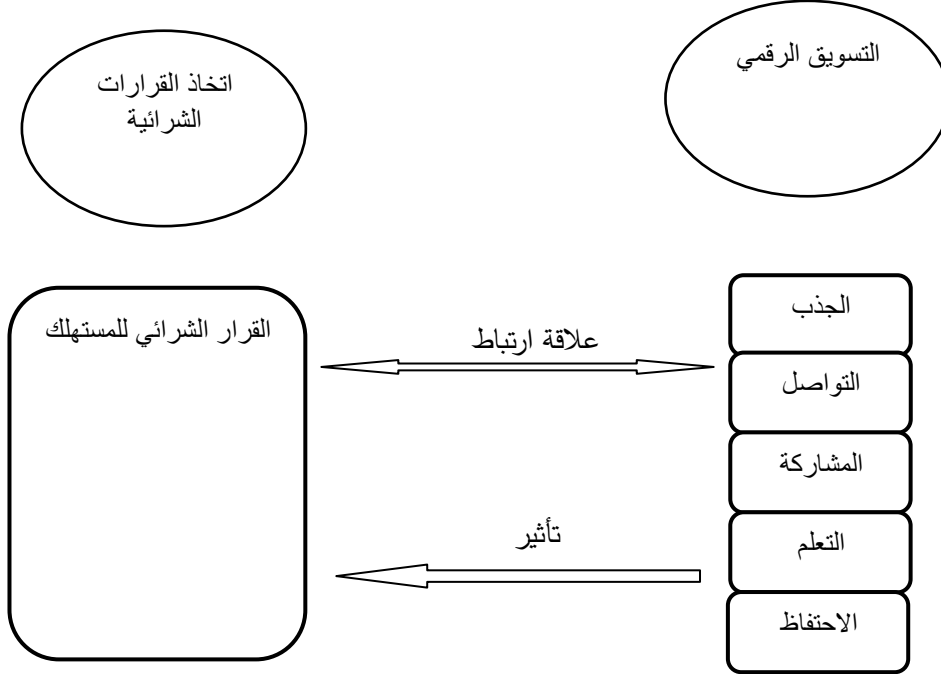 التسويق الرقمي
اتخاذ القرارات
الشرائية
الجذب
القرار الشرائي للمستهلك
علاقة ارتباط
التواصل
المشاركة
تأثير
التعلم
الاحتفاظ